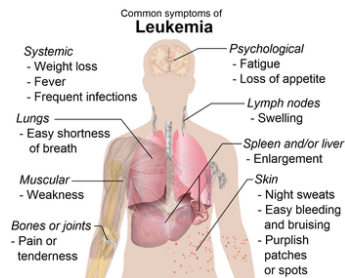 Common symptoms of
Leukemia
Systemic
- Weight loss
- Fever
- Frequent infections
Psychological
- Fatigue
- Loss of appetite
Lungs
- Easy shortness
of breath
Lymph nodes
- Swelling
Spleen and/or liver
- Enlargement
Muscular
- Weakness
Skin
- Night sweats
- Easy bleeding
and bruising
- Purplish
patches
or spots
Bones or joints
- Pain or
tenderness